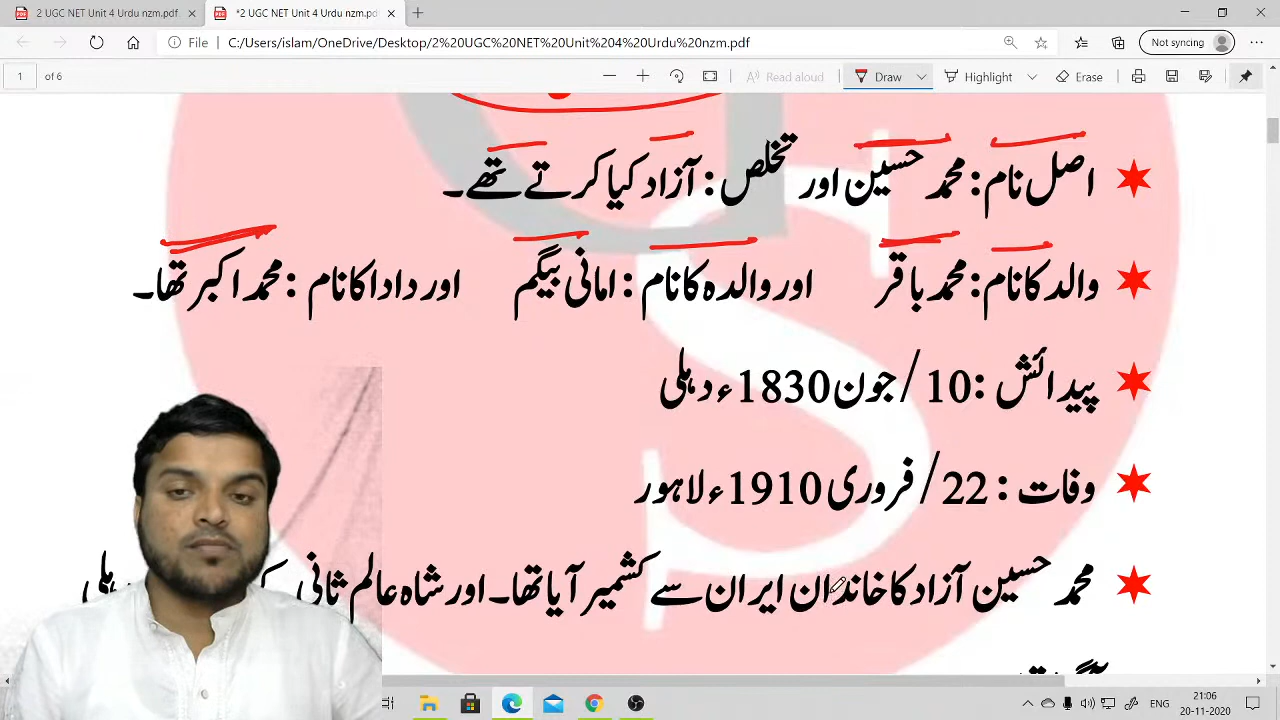 2 UGC NET Unit 4 Urdu nzm.pdf
*2 UGC NET Unit 4 Urdu nzm.pd
File
C:/Users/islam/OneDrive/Desktop/2%20UGC%20NET%20Unit%204%20Urdu%20nzm.pdf
Not syncing
1 of 6
Read aloud
Draw
Highlight
Erase
اصل نام: محمد حسین اور تخلص: آزاد کیا کرتے تھے۔
والد کا نام: محمد باقر اور والدہ کا نام: امانی بیگم اور دادا کا نام: محمد اکبر تھا۔
پیدائش: 10/جون 1830ء دہلی
وفات: 22/فروری 1910ء لاہور
محمد حسین آزاد کا خاندان ایران سے کشمیر آیا تھا۔ اور شاہ عالم ثانی دہلی
ENG
21:06
20-11-2020